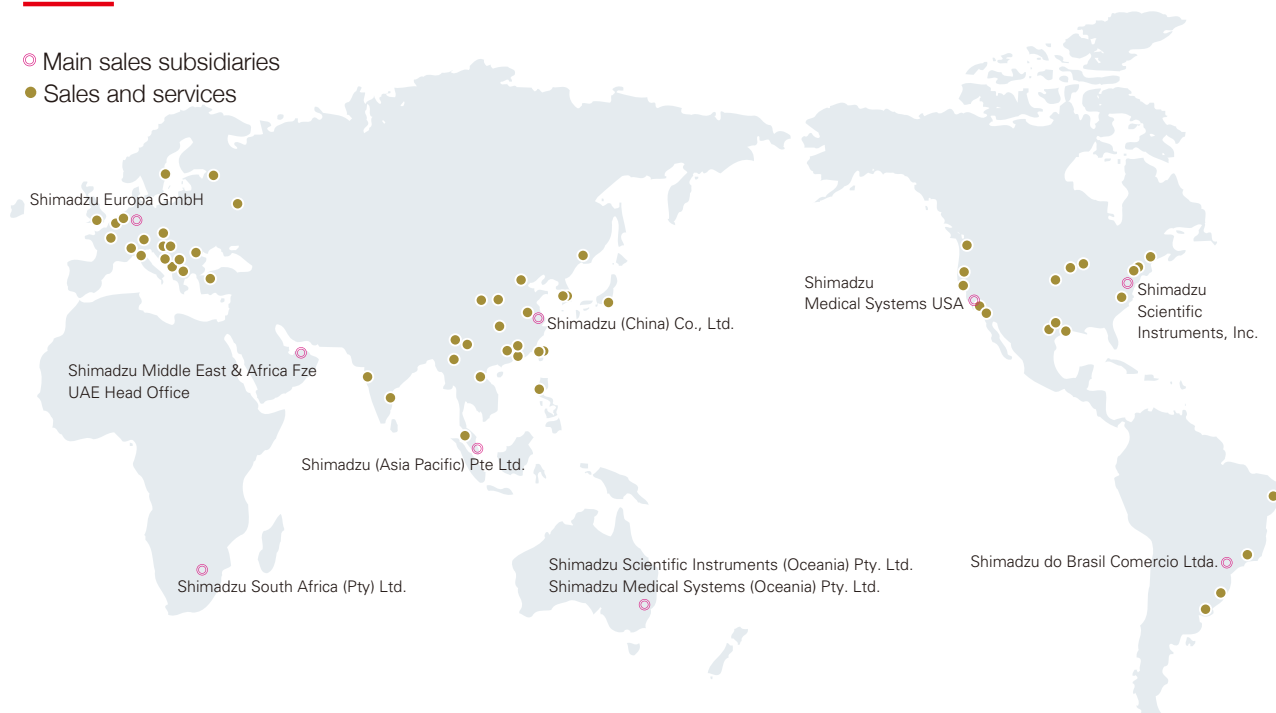 Main sales subsidiaries
Sales and services
Shimadzu Europa GmbH
Shimadzu
Medical Systems USA
Shimadzu
Scientific
Instruments, Inc.
Shimadzu (China) Co., Ltd.
Shimadzu Middle East & Africa Fze
UAE Head Office
Shimadzu (Asia Pacific) Pte Ltd.
Shimadzu Scientific Instruments (Oceania) Pty. Ltd.
Shimadzu Medical Systems (Oceania) Pty. Ltd.
Shimadzu do Brasil Comercio Ltda.
Shimadzu South Africa (Pty) Ltd.